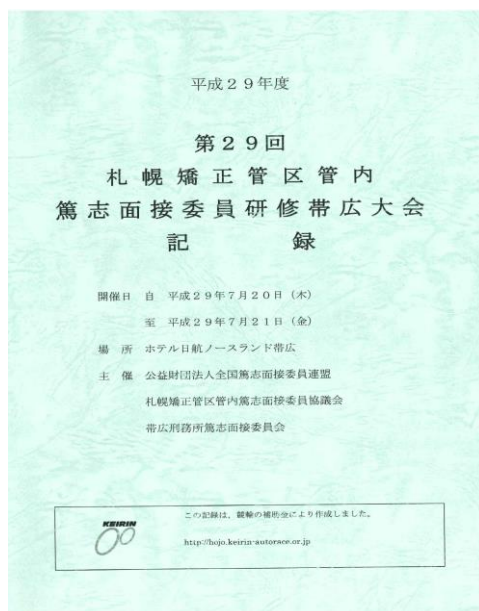 平成29年度
第29回
札幌矯正管区管内
篤志面接委員研修帯広大会
記 録
開催日 自 平成29年7月20日(木)
至 平成29年7月21日(金)
場 所 ホテル日航ノースランド帯広
主 催 公益財団法人全国篤志面接委員連盟
札幌矯正管区管内篤志面接委員協議会
帯広刑務所篤志面接委員会
KEIRIN
この記録は、競輪の補助金により作成しました。
http://hojo.keirin-autorace.or.jp